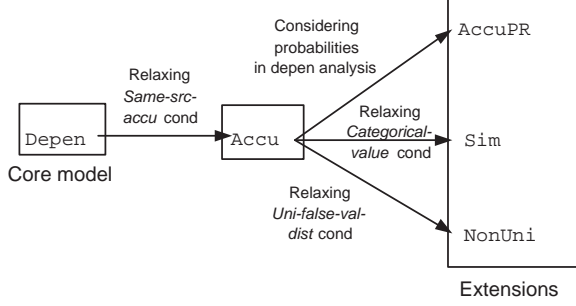 Considering
probabilities
in depen analysis
AccuPR
Relaxing
Same-src-
accu cond
Relaxing
Categorical-
value cond
Depen
Accu
Sim
Core model
Relaxing
Uni-false-val-
dist cond
NonUni
Extensions